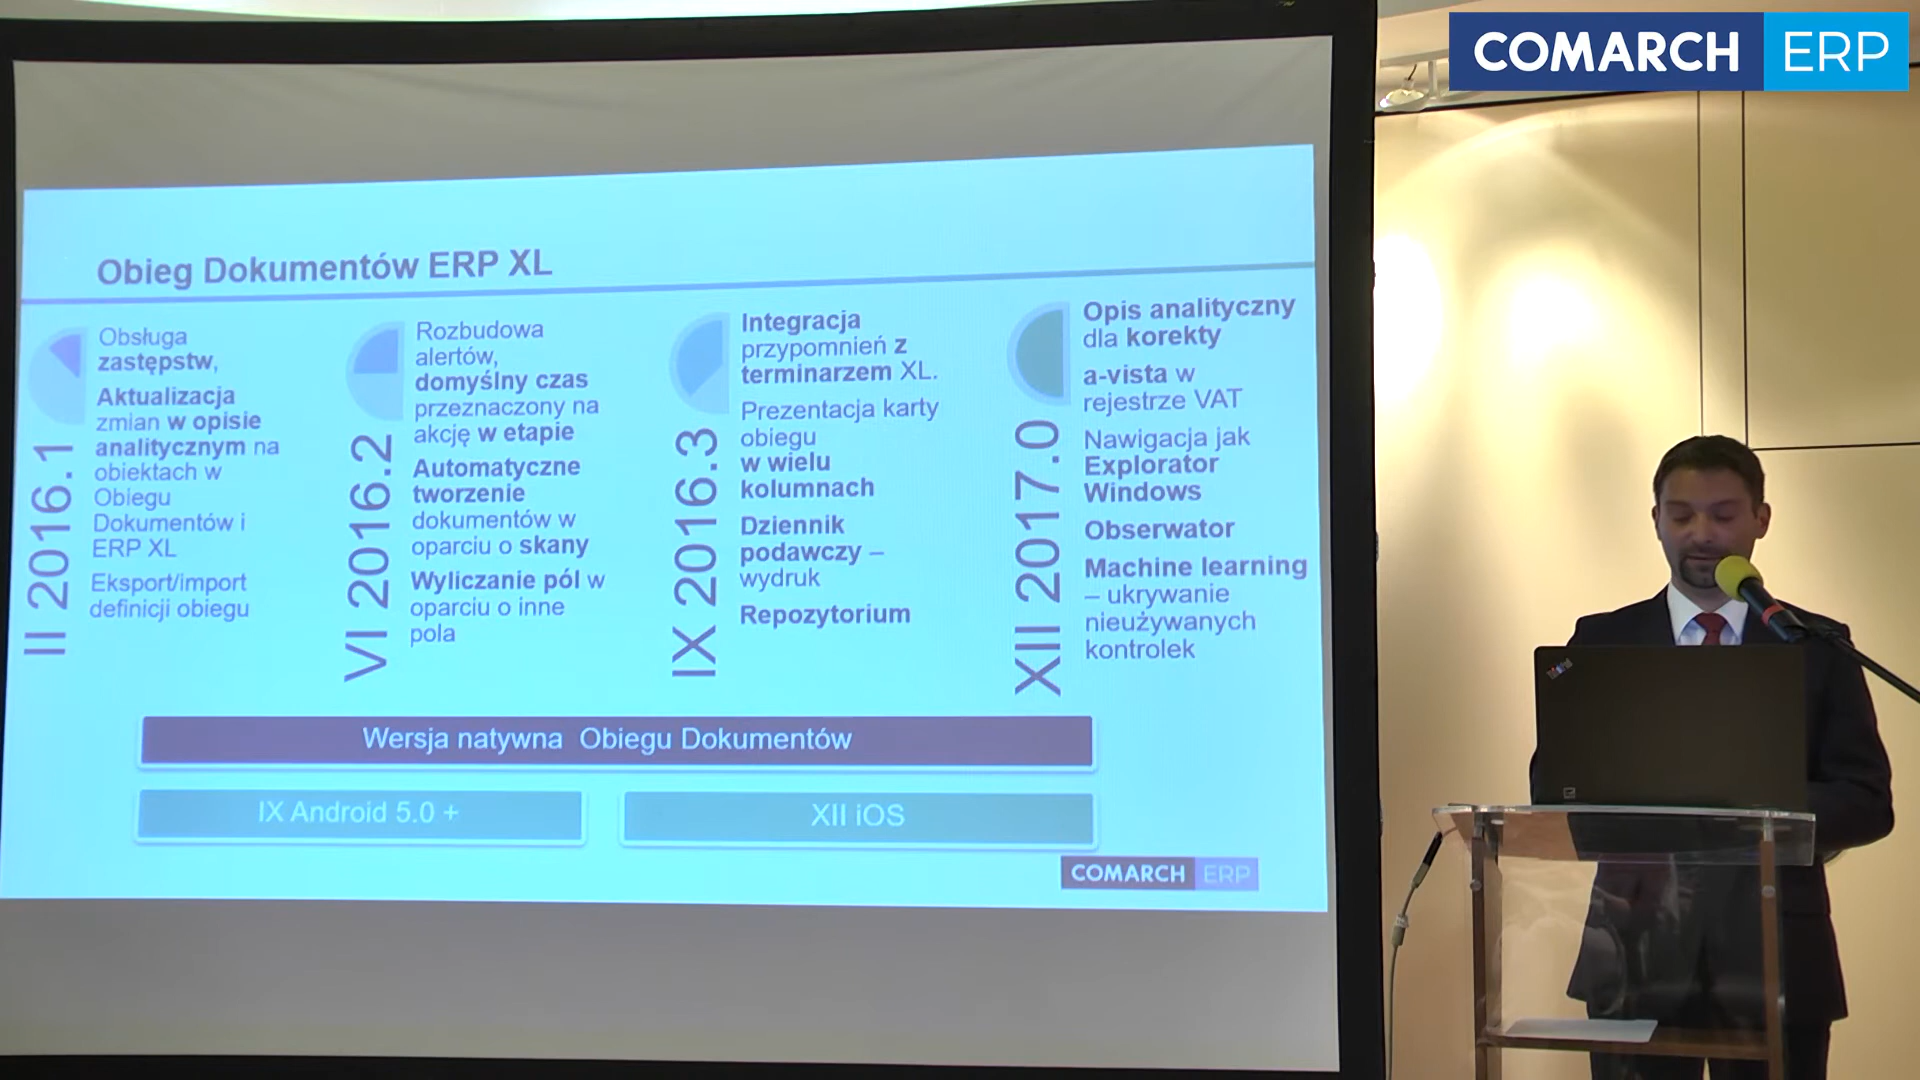 COMARCH ERP
Obieg Dokumentów ERP XL
II 2016.1
Obsługa
zastępstw,
Aktualizacja
zmian w opisie
analitycznym na
obiektach w
Obiegu
Dokumentów i
ERP XL
Eksport/import
definicji obiegu
VI 2016.2
Rozbudowa
alertów,
domyślny czas
przeznaczony na
akcję w etapie
Automatyczne
tworzenie
dokumentów w
oparciu o skany
Wyliczanie pól w
oparciu o inne
pola
IX 2016.3
Integracja
przypomnień z
terminarzem XL.
Prezentacja karty
obiegu
w wielu
kolumnach
Dziennik
podawczy –
wydruk
Repozytorium
XII 2017.0
Opis analityczny
dla korekty
a-vista w
rejestrze VAT
Nawigacja jak
Explorator
Windows
Obserwator
Machine learning
– ukrywanie
nieużywanych
kontrolek
Wersja natywna Obiegu Dokumentów
IX Android 5.0 +
XII iOS
COMARCH ERP